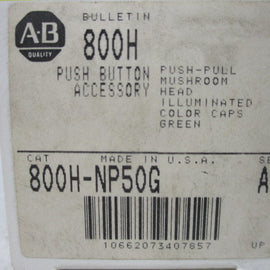 BULLETIN
A-B
QUALITY
800H
PUSH BUTTON
ACCESSORY
PUSH-PULL
MUSHROOM
HEAD
ILLUMINATED
COLOR CAPS
GREEN
CAT
MADE IN U.S.A.
SE
800H-NP50G
A
10662073407857
UP